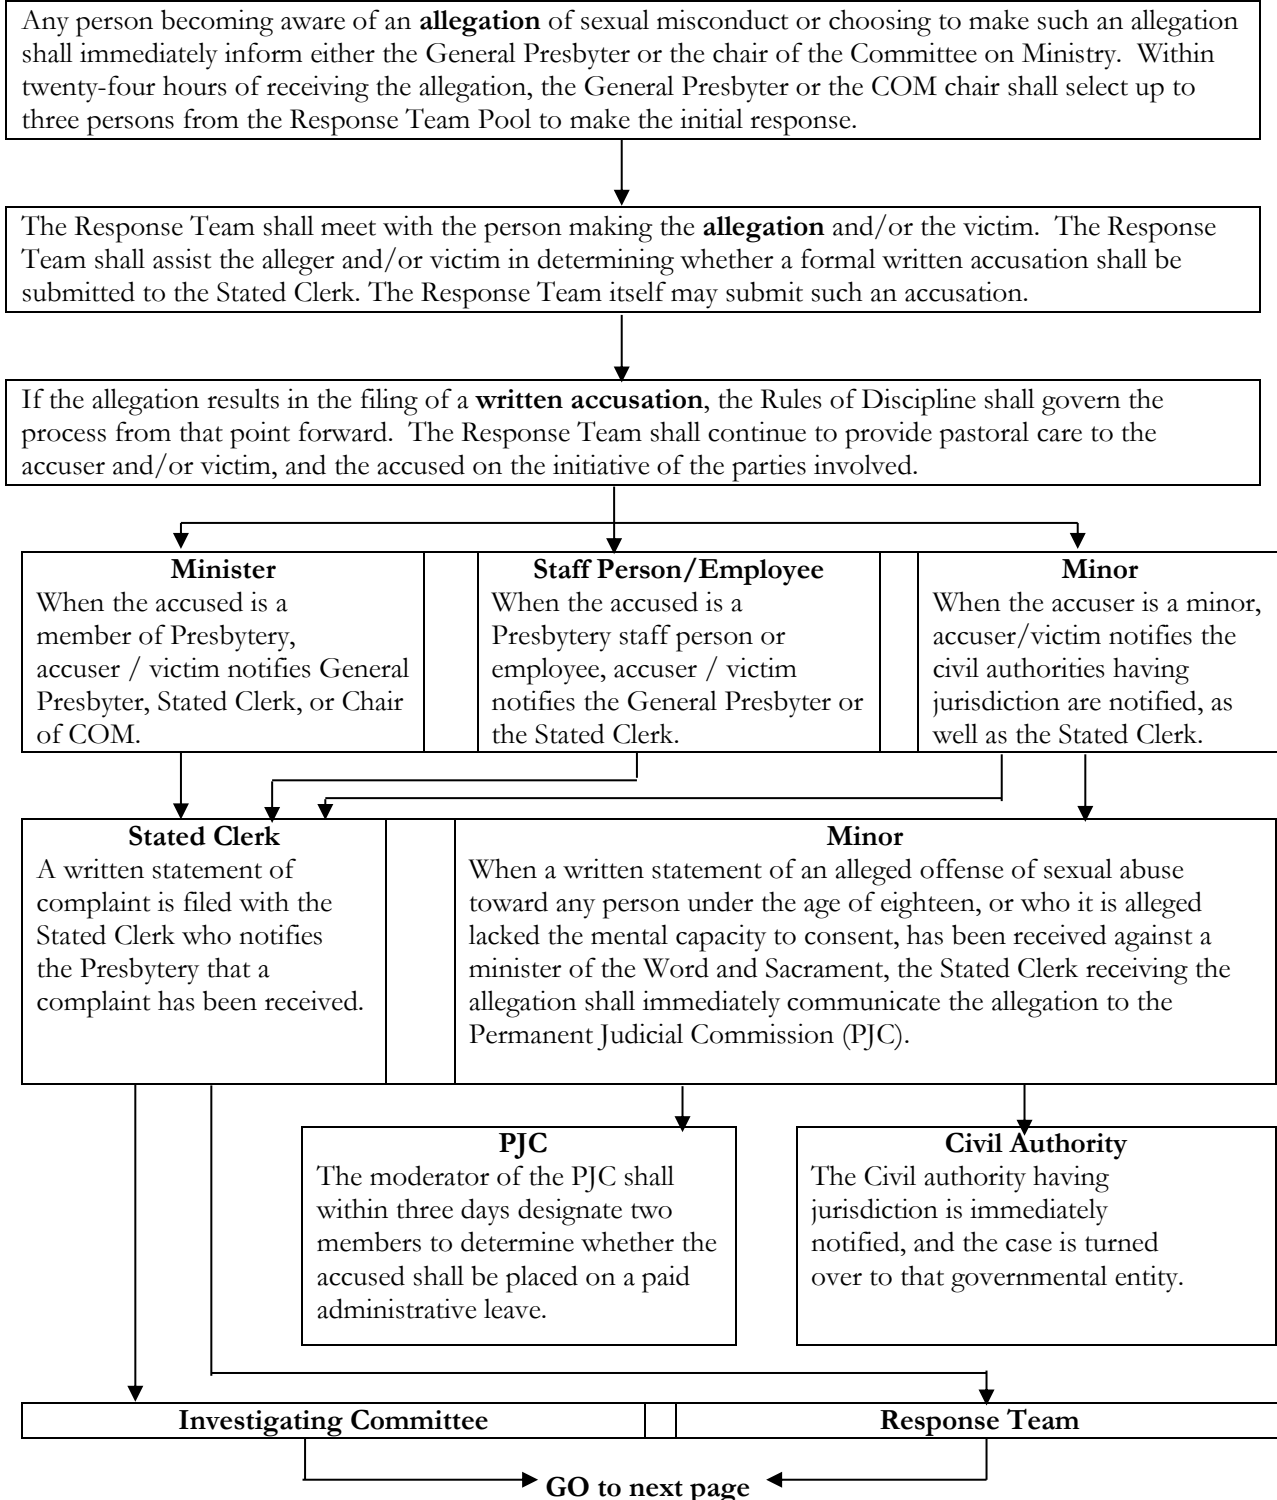 Any person becoming aware of an allegation of sexual misconduct or choosing to make such an allegation
shall immediately inform either the General Presbyter or the chair of the Committee on Ministry.  Within
twenty-four hours of receiving the allegation, the General Presbyter or the COM chair shall select up to
three persons from the Response Team Pool to make the initial response.
The Response Team shall meet with the person making the allegation and/or the victim.  The Response
Team shall assist the alleger and/or victim in determining whether a formal written accusation shall be
submitted to the Stated Clerk. The Response Team itself may submit such an accusation.
If the allegation results in the filing of a written accusation, the Rules of Discipline shall govern the
process from that point forward.  The Response Team shall continue to provide pastoral care to the
accuser and/or victim, and the accused on the initiative of the parties involved.
Minister
When the accused is a
member of Presbytery,
accuser / victim notifies General
Presbyter, Stated Clerk, or Chair
of COM.
Staff Person/Employee
When the accused is a
Presbytery staff person or
employee, accuser / victim
notifies the General Presbyter or
the Stated Clerk.
Minor
When the accuser is a minor,
accuser/victim notifies the
civil authorities having
jurisdiction are notified, as
well as the Stated Clerk.
Stated Clerk
A written statement of
complaint is filed with the
Stated Clerk who notifies
the Presbytery that a
complaint has been received.
Minor
When a written statement of an alleged offense of sexual abuse
toward any person under the age of eighteen, or who it is alleged
lacked the mental capacity to consent, has been received against a
minister of the Word and Sacrament, the Stated Clerk receiving the
allegation shall immediately communicate the allegation to the
Permanent Judicial Commission (PJC).
PJC
The moderator of the PJC shall
within three days designate two
members to determine whether the
accused shall be placed on a paid
administrative leave.
Civil Authority
The Civil authority having
jurisdiction is immediately
notified, and the case is turned
over to that governmental entity.
Investigating Committee
Response Team
GO to next page